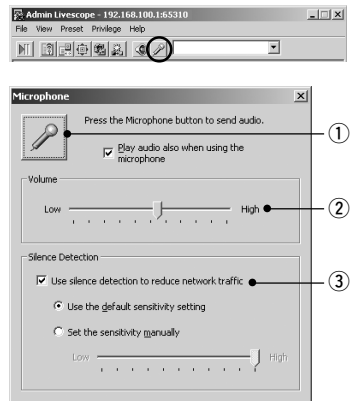 Admin Livescope - 192.168.100.1:65310
File View Preset Privilege Help
Microphone
Press the Microphone button to send audio.
Play audio also when using the
microphone
1
Volume
Low High
2
Silence Detection
Use silence detection to reduce network traffic
3
Use the default sensitivity setting
Set the sensitivity manually
Low High